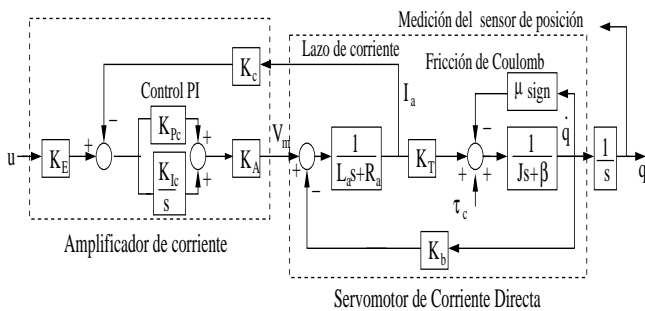 Medición del sensor de posición
Lazo de corriente
Fricción de Coulomb
K_c
Control PI
I_a
μ sign
−
−
q̇
K_Pc
V_m
u
K_E
+
+
+
K_Ic
s
K_A
+
−
1
L_a s+R_a
K_T
+
+
τ_c
1
Js+β
1
s
q
K_b
Amplificador de corriente
Servomotor de Corriente Directa